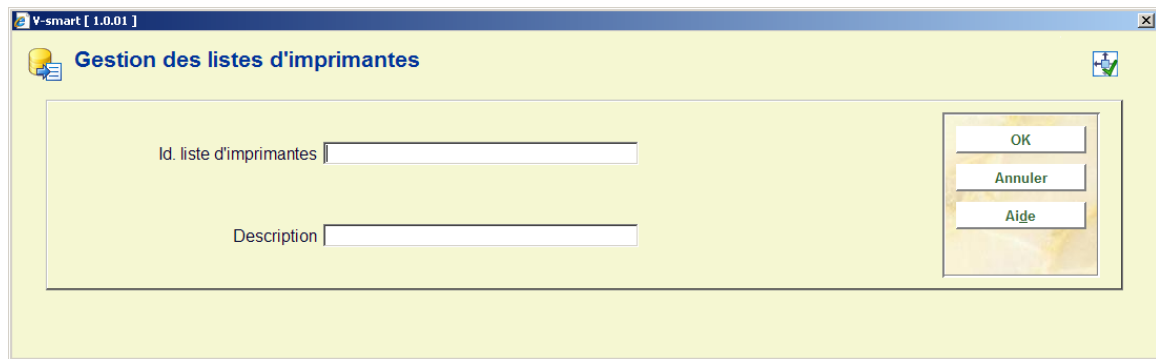 V-smart [ 1.0.01 ]
Gestion des listes d'imprimantes
Id. liste d'imprimantes
OK
Annuler
Aide
Description